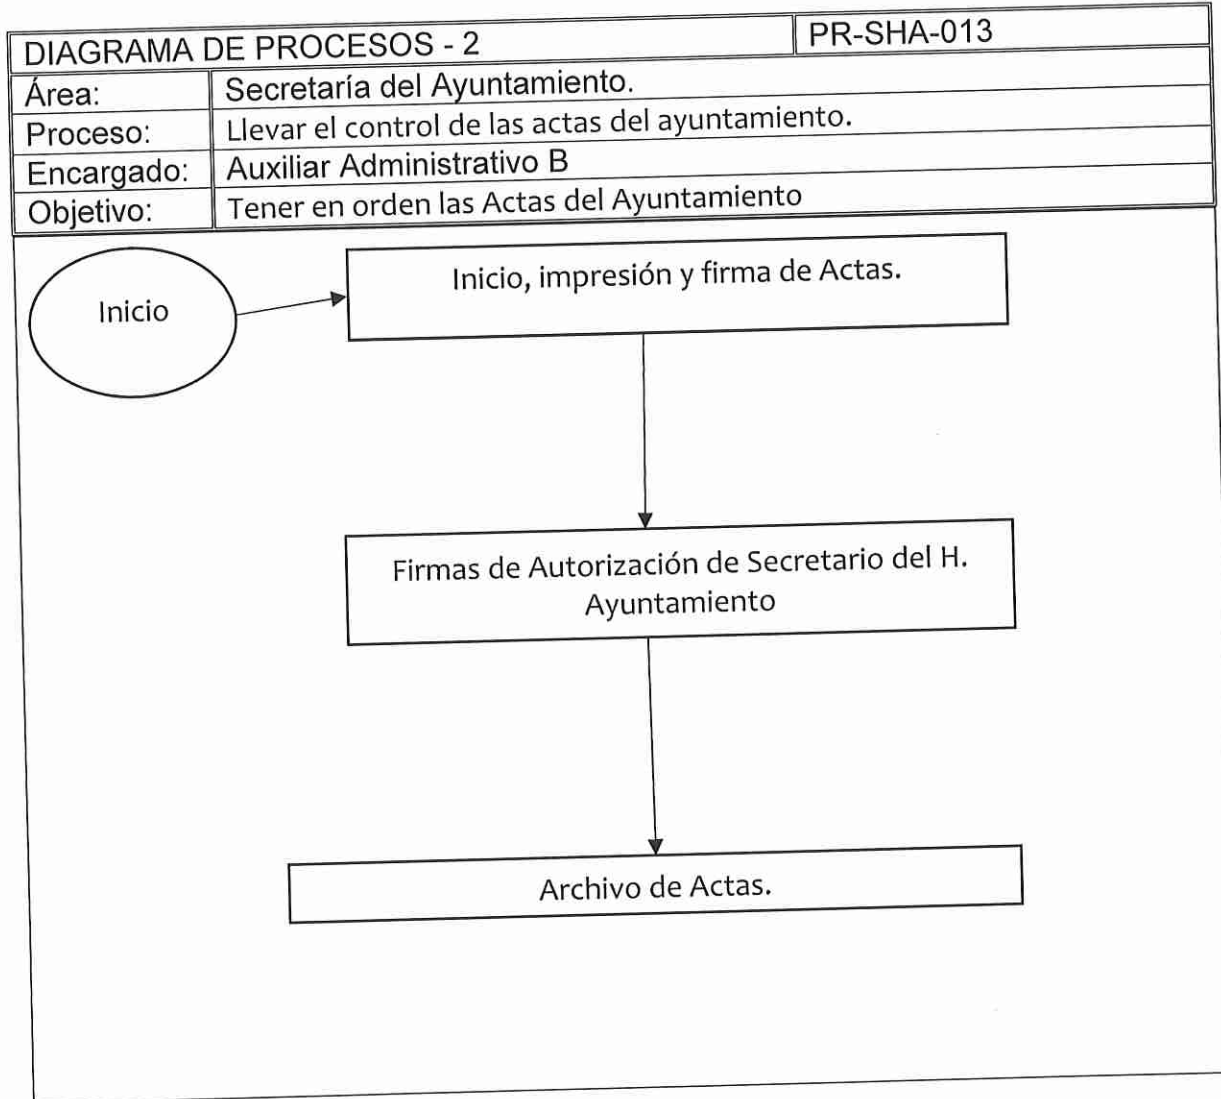 DIAGRAMA DE PROCESOS - 2 PR-SHA-013
Área: Secretaría del Ayuntamiento.
Proceso: Llevar el control de las actas del ayuntamiento.
Encargado: Auxiliar Administrativo B
Objetivo: Tener en orden las Actas del Ayuntamiento
Inicio
Inicio, impresión y firma de Actas.
Firmas de Autorización de Secretario del H.
Ayuntamiento
Archivo de Actas.